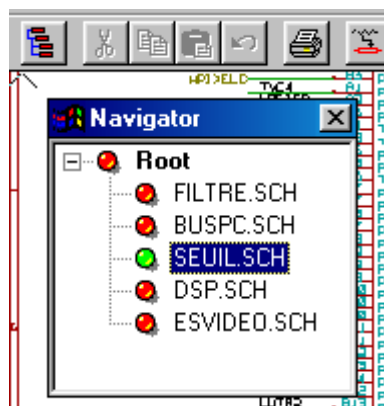 Navigator
Root
FILTRE.SCH
BUSPC.SCH
SEUIL.SCH
DSP.SCH
ESVIDEO.SCH